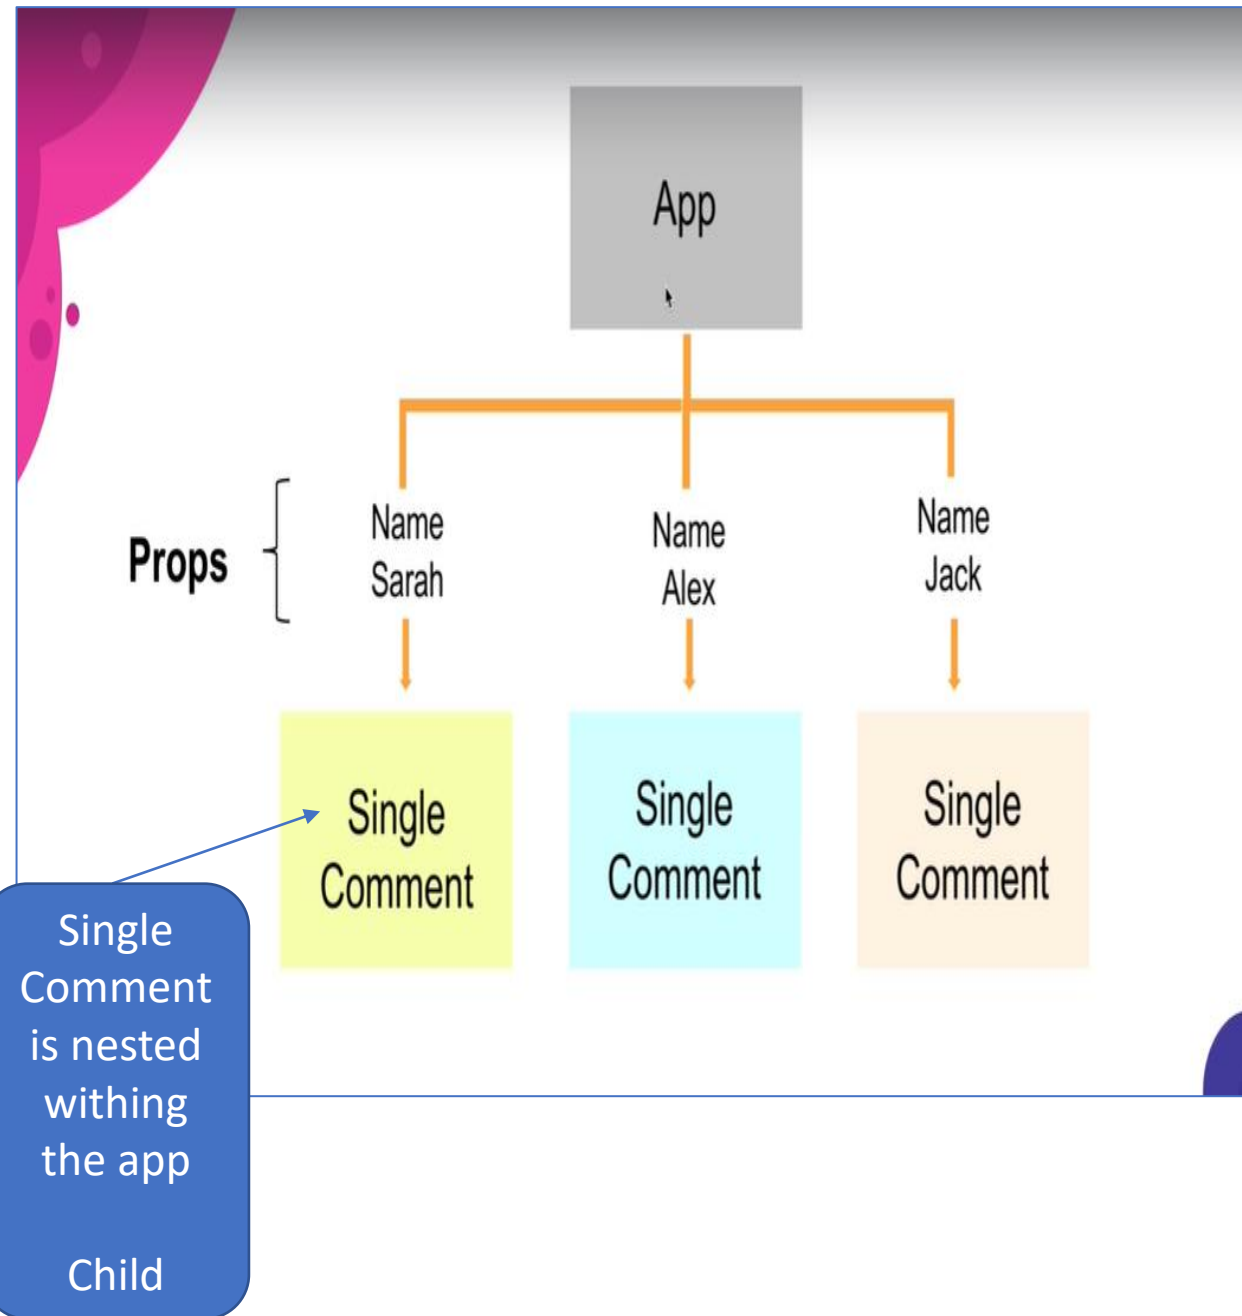 App
Props
Name
Sarah
Name
Alex
Name
Jack
Single
Comment
Single
Comment
Single
Comment
Single
Comment
is nested
withing
the app
Child